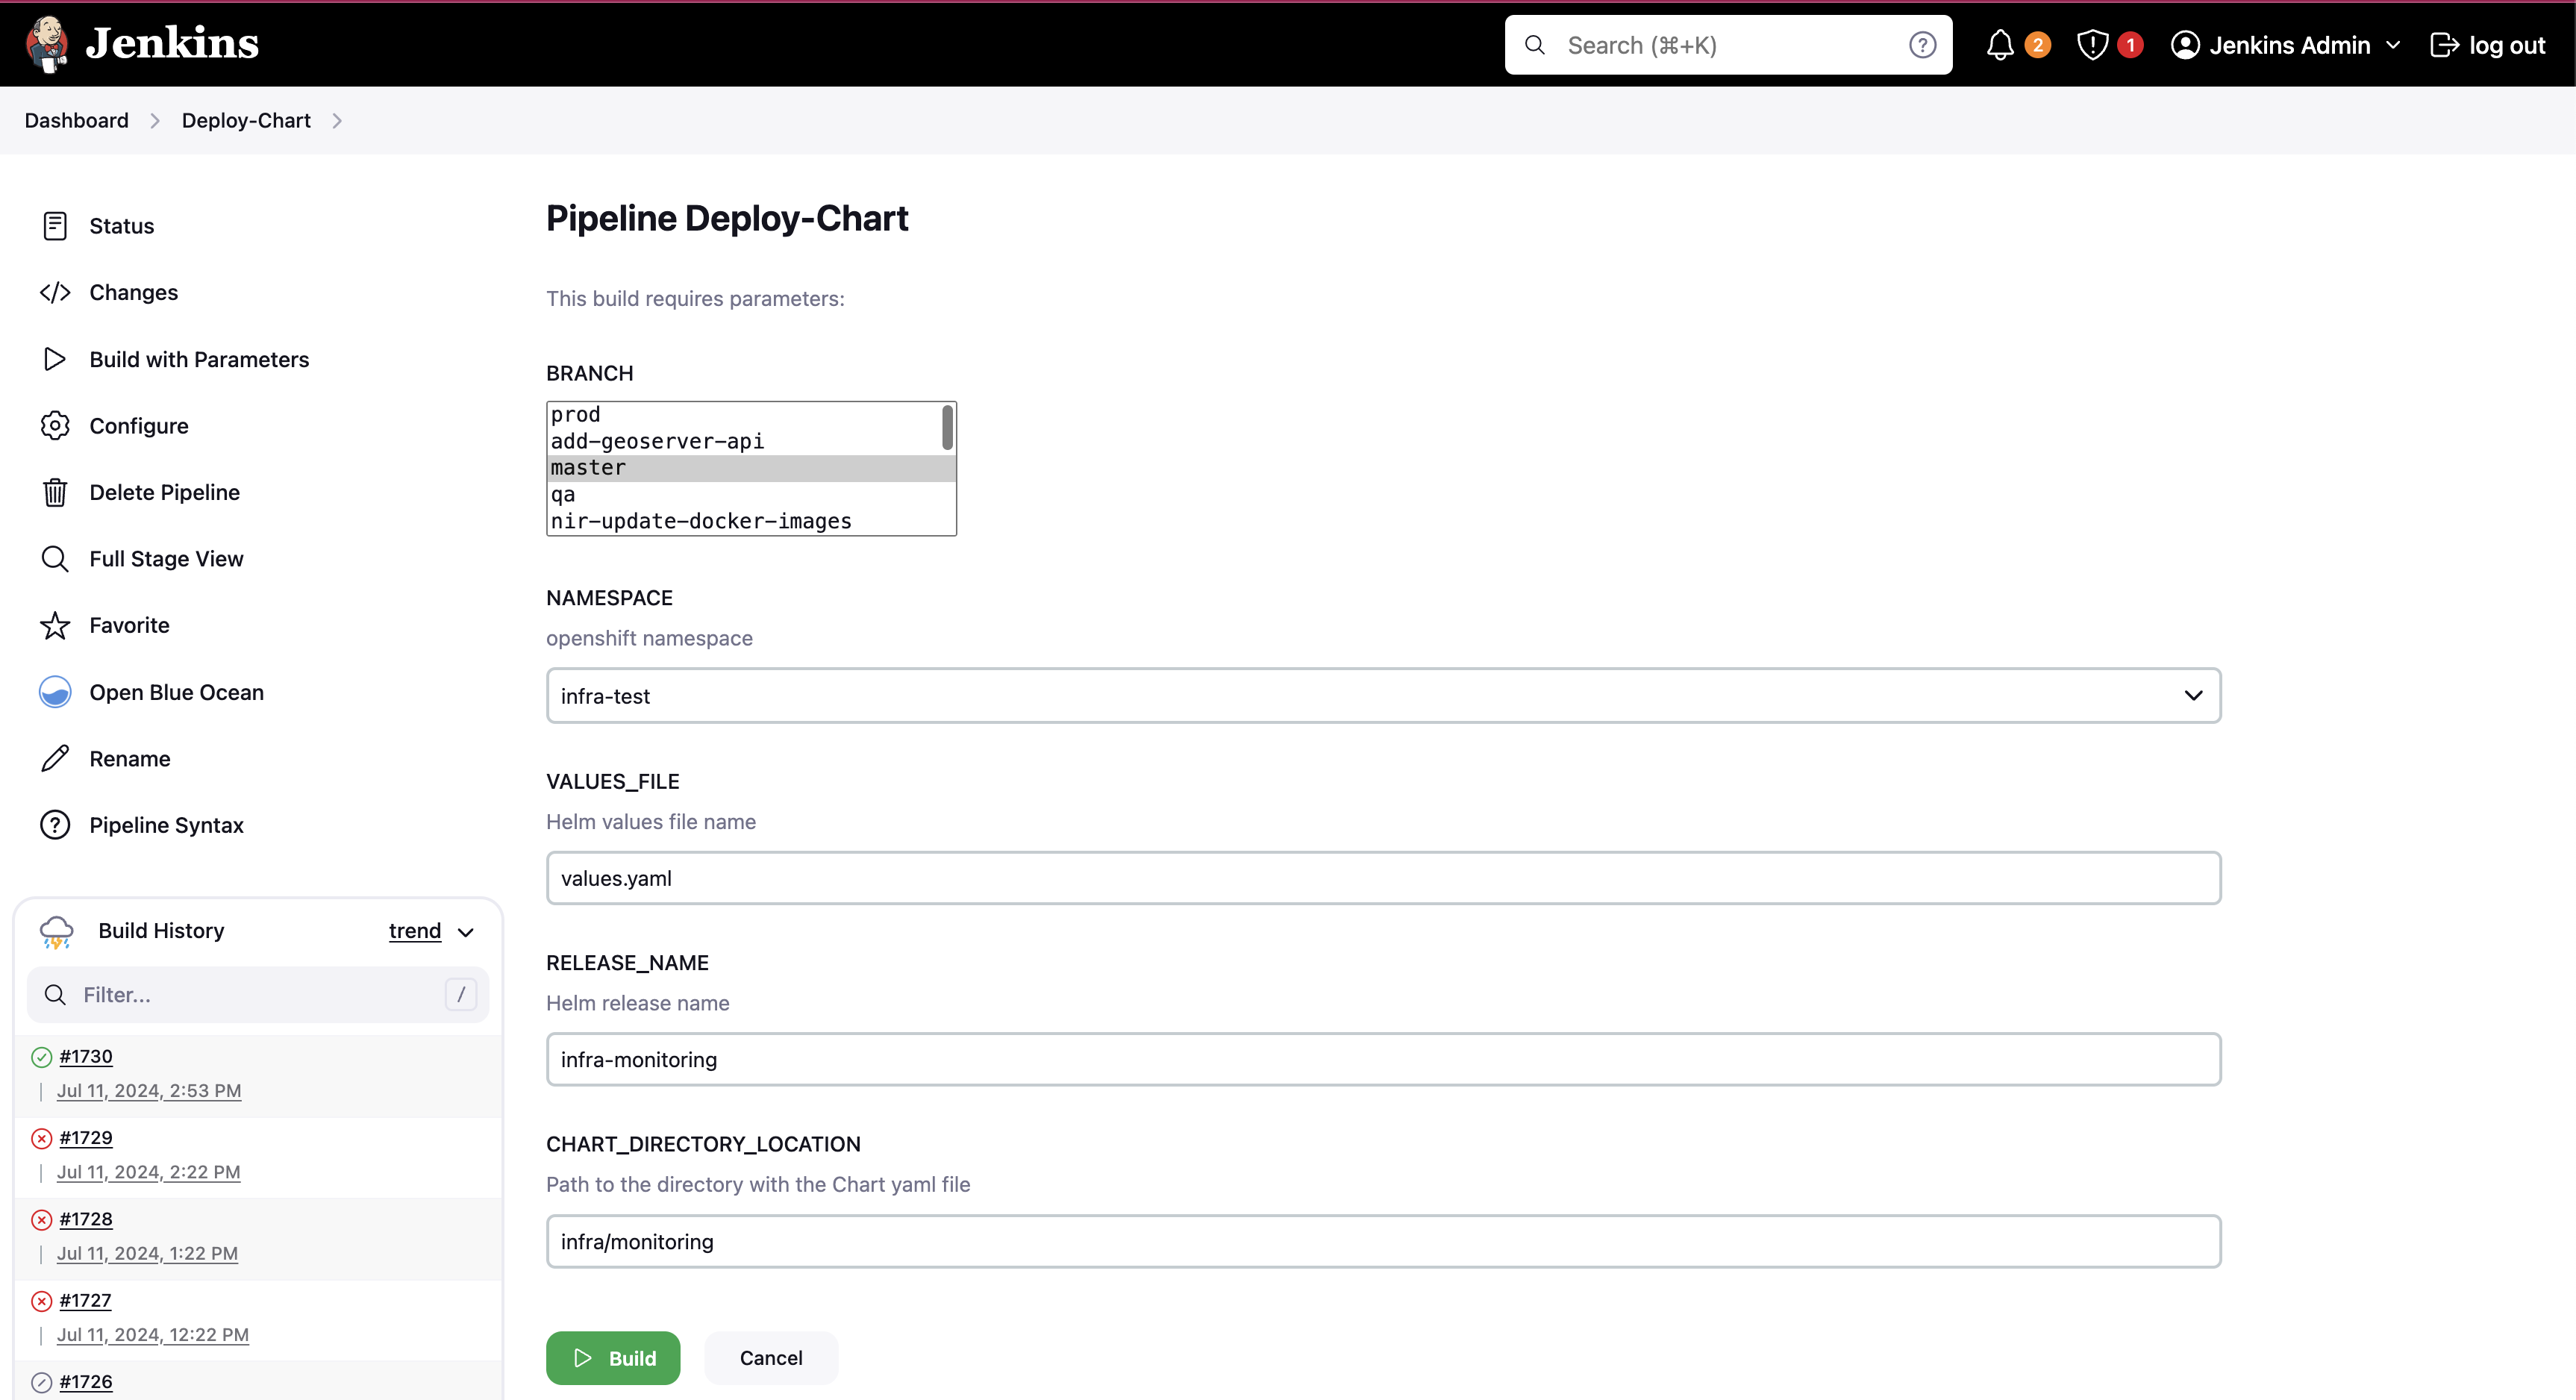 Jenkins
Search (⌘+K)
?
2
1
Jenkins Admin
log out
Dashboard
Deploy-Chart
Status
Changes
Build with Parameters
Configure
Delete Pipeline
Full Stage View
Favorite
Open Blue Ocean
Rename
Pipeline Syntax
Build History
trend
Filter...
/
#1730
Jul 11, 2024, 2:53 PM
#1729
Jul 11, 2024, 2:22 PM
#1728
Jul 11, 2024, 1:22 PM
#1727
Jul 11, 2024, 12:22 PM
#1726
Pipeline Deploy-Chart
This build requires parameters:
BRANCH
prod
add-geoserver-api
master
qa
nir-update-docker-images
NAMESPACE
openshift namespace
infra-test
VALUES_FILE
Helm values file name
values.yaml
RELEASE_NAME
Helm release name
infra-monitoring
CHART_DIRECTORY_LOCATION
Path to the directory with the Chart yaml file
infra/monitoring
Build
Cancel